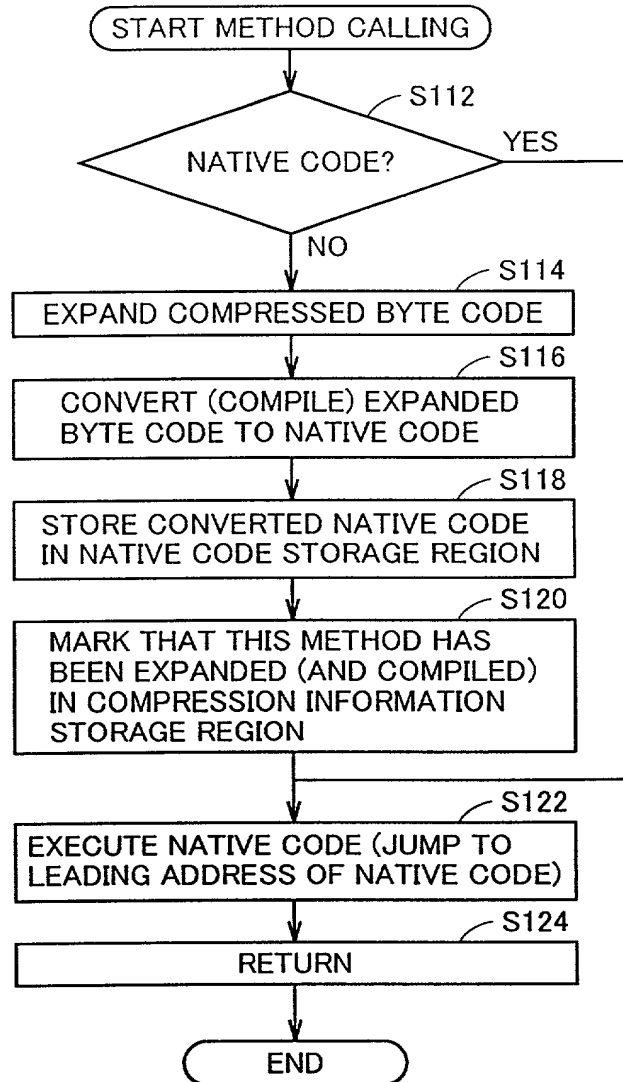 START METHOD CALLING
S112
NATIVE CODE?
YES
NO
S114
EXPAND COMPRESSED BYTE CODE
S116
CONVERT (COMPILE) EXPANDED
BYTE CODE TO NATIVE CODE
S118
STORE CONVERTED NATIVE CODE
IN NATIVE CODE STORAGE REGION
S120
MARK THAT THIS METHOD HAS
BEEN EXPANDED (AND COMPILED)
IN COMPRESSION INFORMATION
STORAGE REGION
S122
EXECUTE NATIVE CODE (JUMP TO
LEADING ADDRESS OF NATIVE CODE)
S124
RETURN
END